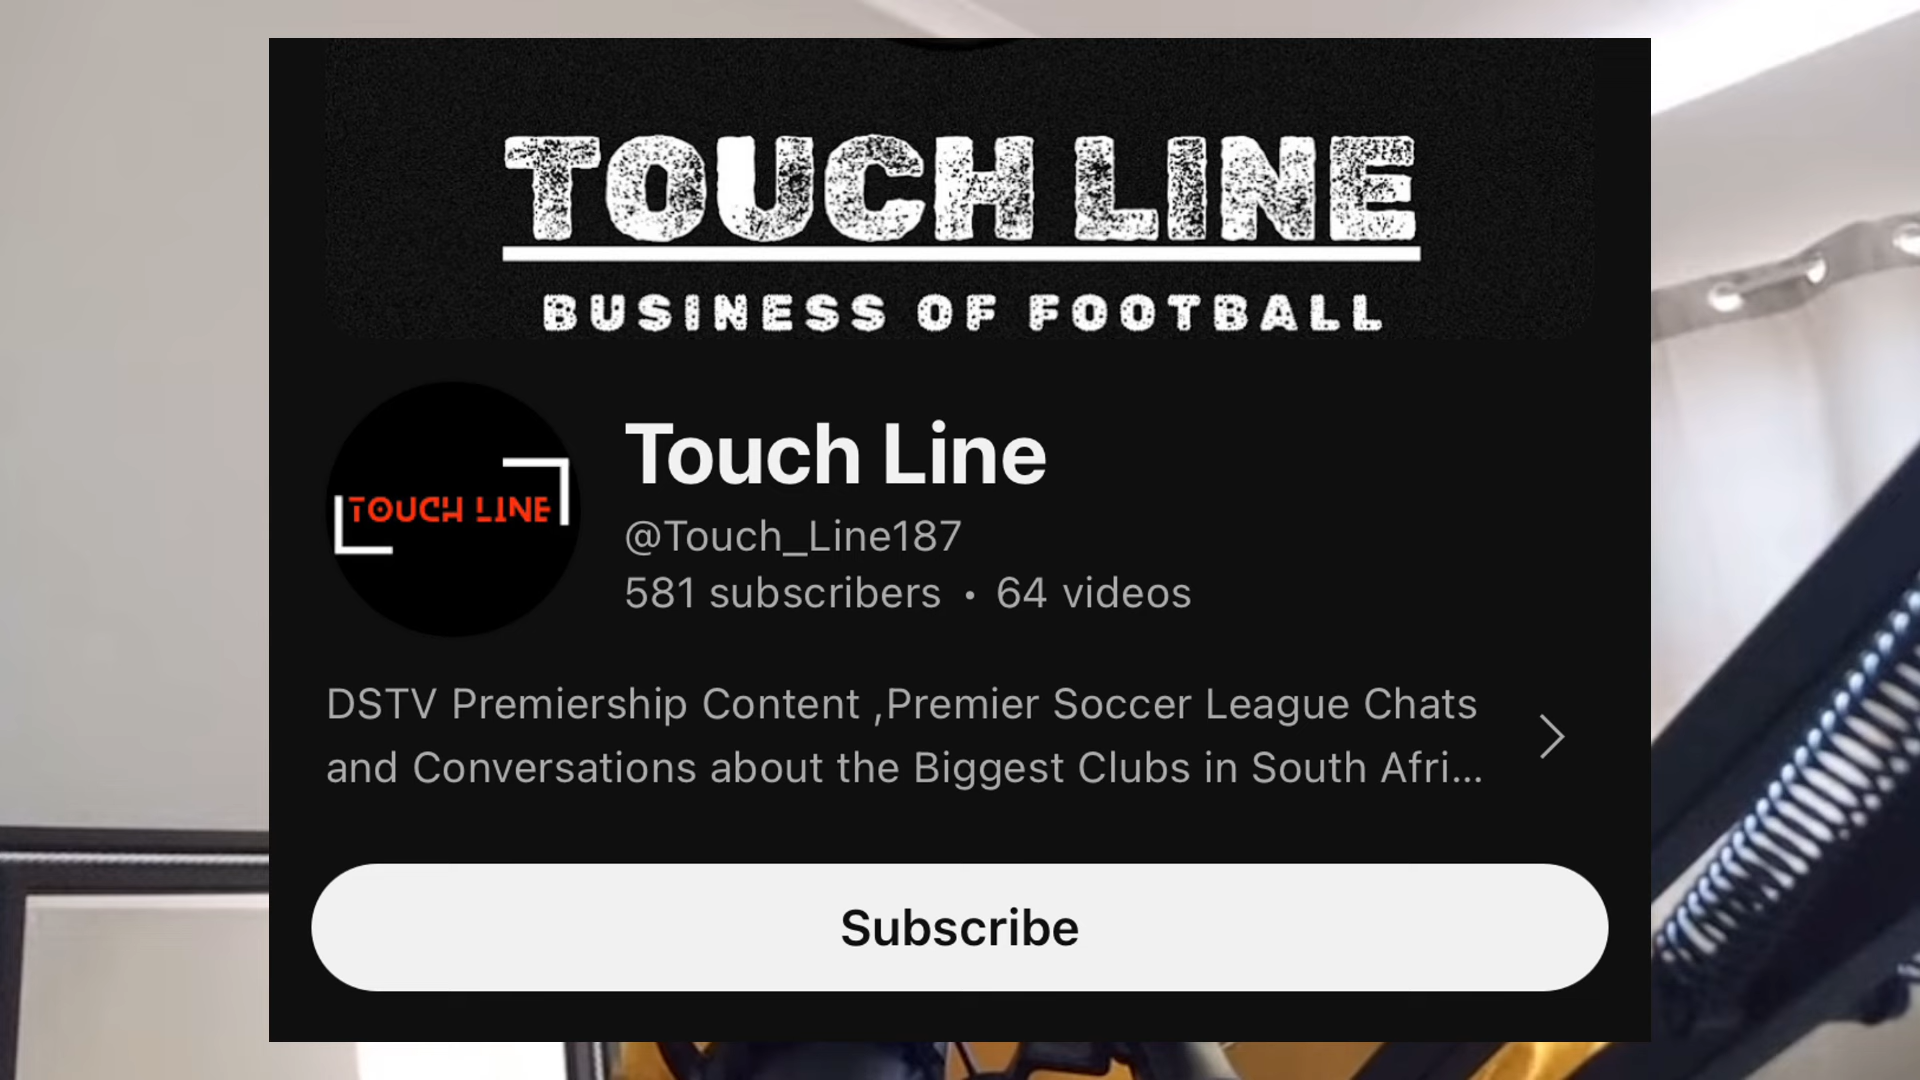 TOUCH LINE
BUSINESS OF FOOTBALL
TOUCH LINE
Touch Line
@Touch_Line187
581 subscribers • 64 videos
DSTV Premiership Content ,Premier Soccer League Chats
and Conversations about the Biggest Clubs in South Afri...
Subscribe